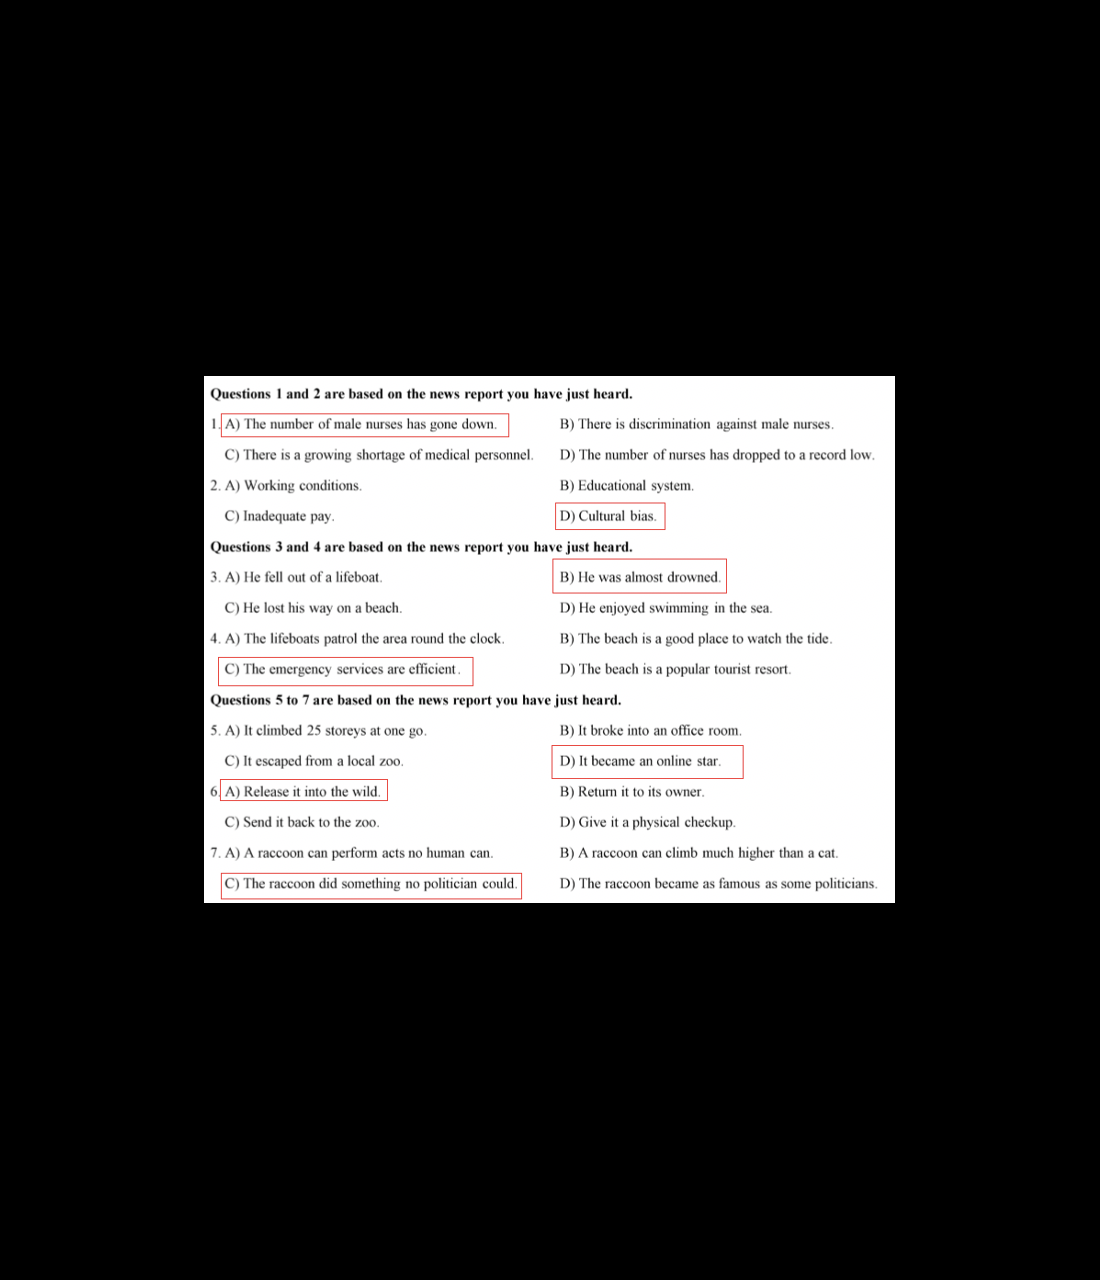 Questions 1 and 2 are based on the news report you have just heard.
1. A) The number of male nurses has gone down. B) There is discrimination against male nurses.
C) There is a growing shortage of medical personnel. D) The number of nurses has dropped to a record low.
2. A) Working conditions. B) Educational system.
C) Inadequate pay. D) Cultural bias.
Questions 3 and 4 are based on the news report you have just heard.
3. A) He fell out of a lifeboat. B) He was almost drowned.
C) He lost his way on a beach. D) He enjoyed swimming in the sea.
4. A) The lifeboats patrol the area round the clock. B) The beach is a good place to watch the tide.
C) The emergency services are efficient. D) The beach is a popular tourist resort.
Questions 5 to 7 are based on the news report you have just heard.
5. A) It climbed 25 storeys at one go. B) It broke into an office room.
C) It escaped from a local zoo. D) It became an online star.
6. A) Release it into the wild. B) Return it to its owner.
C) Send it back to the zoo. D) Give it a physical checkup.
7. A) A raccoon can perform acts no human can. B) A raccoon can climb much higher than a cat.
C) The raccoon did something no politician could. D) The raccoon became as famous as some politicians.